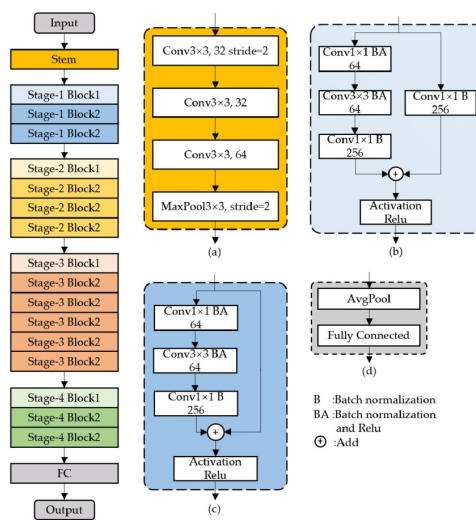 Input
Stem
Stage-1 Block1
Stage-1 Block2
Stage-1 Block2
Stage-2 Block1
Stage-2 Block2
Stage-2 Block2
Stage-2 Block2
Stage-3 Block1
Stage-3 Block2
Stage-3 Block2
Stage-3 Block2
Stage-3 Block2
Stage-3 Block2
Stage-4 Block1
Stage-4 Block2
Stage-4 Block2
FC
Output
Conv3×3, 32 stride=2
Conv3×3, 32
Conv3×3, 64
MaxPool3×3, stride=2
(a)
Conv1×1 BA
64
Conv3×3 BA
64
Conv1×1 B
256
Conv1×1 B
256
Activation
Relu
(b)
Conv1×1 BA
64
Conv3×3 BA
64
Conv1×1 B
256
Activation
Relu
(c)
AvgPool
Fully Connected
(d)
B :Batch normalization
BA :Batch normalization
and Relu
:Add